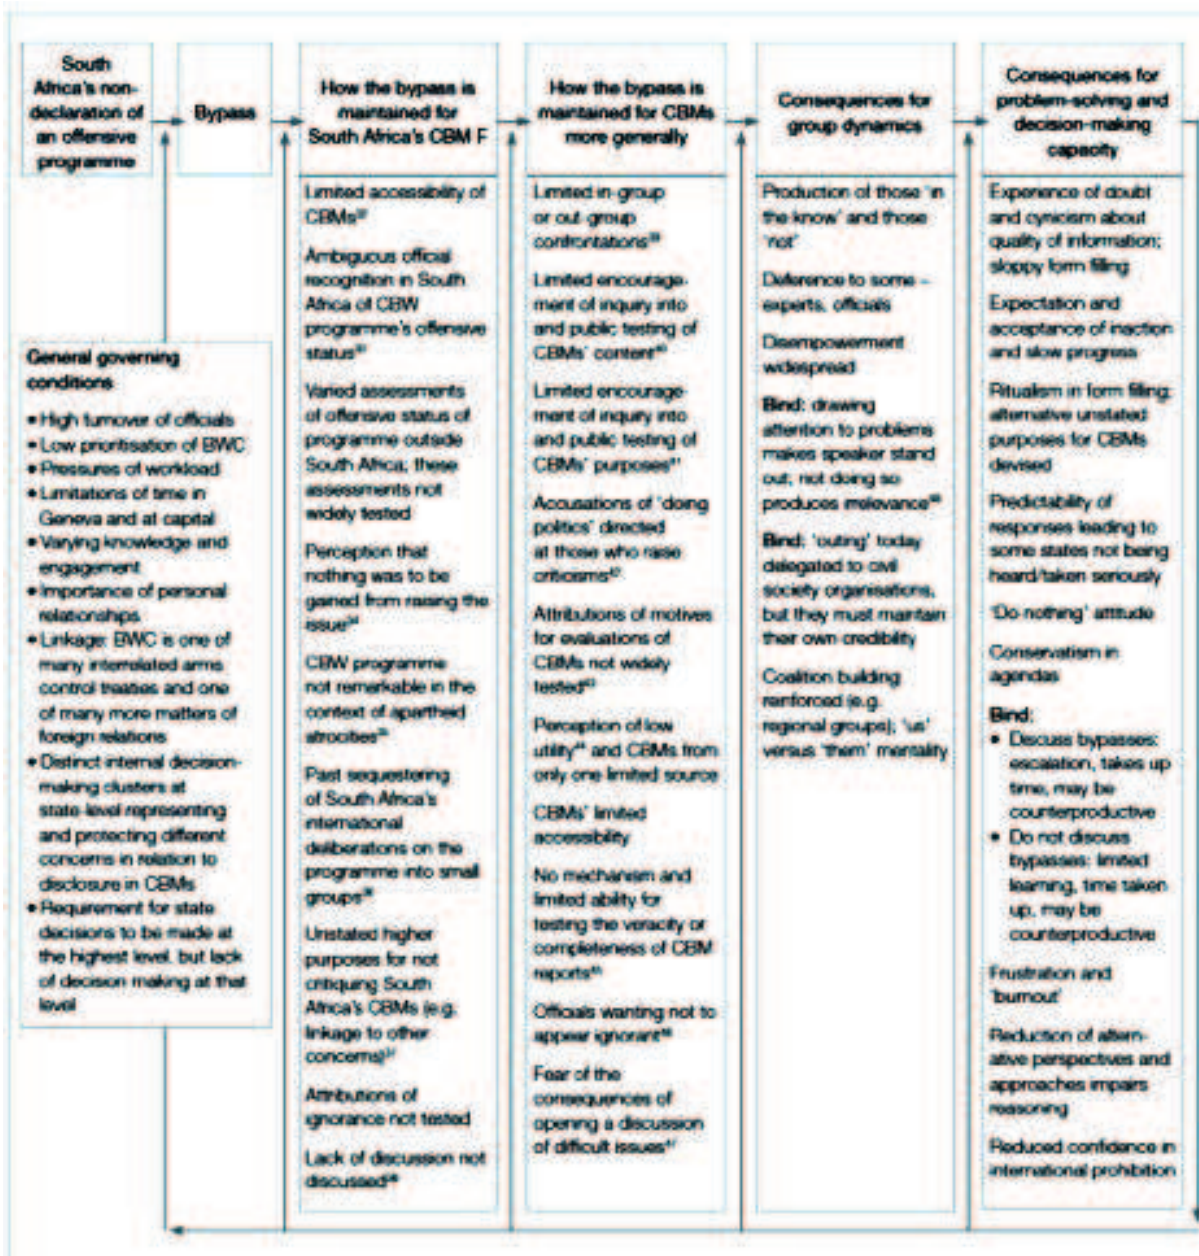 South
Africa's non-
declaration of
an offensive
programme
Bypass
How the bypass is
maintained for
South Africa's CBM F
How the bypass is
maintained for CBMs
more generally
Consequences for
group dynamics
Consequences for
problem-solving and
decision-making
capacity
General governing
conditions
• High turnover of officials
• Low prioritisation of BWC
• Pressures of workload
• Limitations of time in
Geneva and at capital
• Varying knowledge and
engagement
• Importance of personal
relationships
• Linkage: BWC is one of
many interrelated arms
control treaties and one
of many more matters of
foreign relations
• Distinct internal decision-
making clusters at
state-level representing
and protecting different
concerns in relation to
disclosure in CBMs
• Requirement for state
decisions to be made at
the highest level, but lack
of decision making at that
level
Limited accessibility of
CBMs
Ambiguous official
recognition in South
Africa of CBW
programme's offensive
status
Varied assessments
of offensive status of
programme outside
South Africa; these
assessments not
widely tested
Perception that
nothing was to be
gained from raising the
issue
CBW programme
not remarkable in the
context of apartheid
atrocities
Past sequestering
of South Africa's
international
deliberations on the
programme into small
groups
Unstated higher
purposes for not
critiquing South
Africa's CBMs (e.g.
linkage to other
concerns)
Attributions of
ignorance not tested
Lack of discussion not
discussed
Limited in-group
or out-group
confrontations
Limited encourage-
ment of inquiry into
and public testing of
CBMs' content
Limited encourage-
ment of inquiry into
and public testing of
CBMs' purposes
Accusations of 'doing
politics' directed
at those who raise
criticisms
Attributions of motives
for evaluations of
CBMs not widely
tested
Perception of low
utility and CBMs from
only one limited source
CBMs' limited
accessibility
No mechanism and
limited ability for
testing the veracity or
completeness of CBM
reports
Officials wanting not to
appear ignorant
Fear of the
consequences of
opening a discussion
of difficult issues
Production of those 'in
the know' and those
'not'
Deference to some –
experts, officials
Disempowerment
widespread
Bind: drawing
attention to problems
makes speaker stand
out, not doing so
produces irrelevance
Bind: 'outing' today
delegated to civil
society organisations,
but they must maintain
their own credibility
Coalition building
reinforced (e.g.
regional groups); 'us'
versus 'them' mentality
Experience of doubt
and cynicism about
quality of information;
sloppy form filling
Expectation and
acceptance of inaction
and slow progress
Ritualism in form filling;
alternative unstated
purposes for CBMs
devised
Predictability of
responses leading to
some states not being
heard/taken seriously
'Do nothing' attitude
Conservatism in
agendas
Bind:
• Discuss bypasses:
escalation, takes up
time, may be
counterproductive
• Do not discuss
bypasses: limited
learning, time taken
up, may be
counterproductive
Frustration and
'burnout'
Reduction of altern-
ative perspectives and
approaches impairs
reasoning
Reduced confidence in
international prohibition